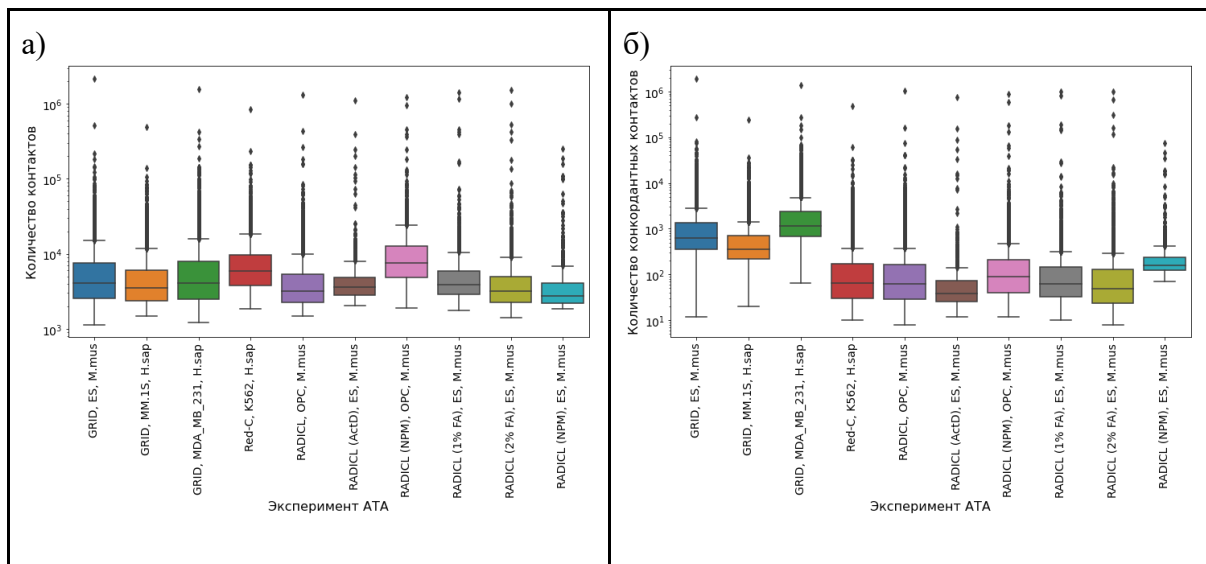 а)
Количество контактов
10^6
10^5
10^4
10^3
GRID, ES, M.mus
GRID, MM.1S, H.sap
GRID, MDA_MB_231, H.sap
Red-C, K562, H.sap
RADICL, OPC, M.mus
RADICL (ActD), ES, M.mus
RADICL (NPM), OPC, M.mus
RADICL (1% FA), ES, M.mus
RADICL (2% FA), ES, M.mus
RADICL (NPM), ES, M.mus
Эксперимент АТА
б)
Количество конкордантных контактов
10^6
10^5
10^4
10^3
10^2
10^1
GRID, ES, M.mus
GRID, MM.1S, H.sap
GRID, MDA_MB_231, H.sap
Red-C, K562, H.sap
RADICL, OPC, M.mus
RADICL (ActD), ES, M.mus
RADICL (NPM), OPC, M.mus
RADICL (1% FA), ES, M.mus
RADICL (2% FA), ES, M.mus
RADICL (NPM), ES, M.mus
Эксперимент АТА